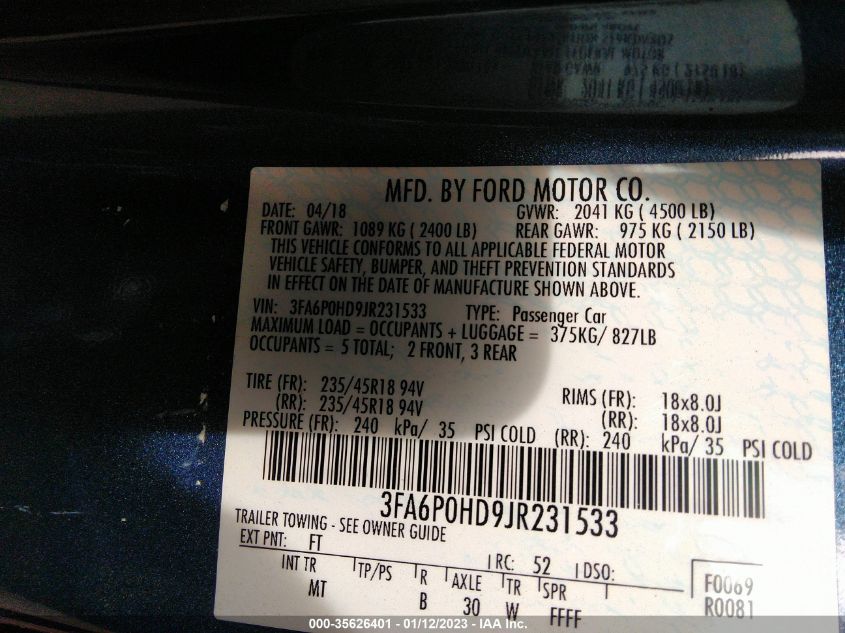 MFD. BY FORD MOTOR CO.
DATE: 04/18 GVWR: 2041 KG ( 4500 LB)
FRONT GAWR: 1089 KG ( 2400 LB) REAR GAWR: 975 KG ( 2150 LB)
THIS VEHICLE CONFORMS TO ALL APPLICABLE FEDERAL MOTOR
VEHICLE SAFETY, BUMPER, AND THEFT PREVENTION STANDARDS
IN EFFECT ON THE DATE OF MANUFACTURE SHOWN ABOVE.
VIN: 3FA6P0HD9JR231533 TYPE: Passenger Car
MAXIMUM LOAD = OCCUPANTS + LUGGAGE = 375KG/ 827LB
OCCUPANTS = 5 TOTAL; 2 FRONT, 3 REAR
TIRE (FR): 235/45R18 94V RIMS (FR): 18x8.0J
(RR): 235/45R18 94V (RR): 18x8.0J
PRESSURE (FR): 240 kPa/ 35 PSI COLD (RR): 240 kPa/ 35 PSI COLD
3FA6P0HD9JR231533
TRAILER TOWING - SEE OWNER GUIDE
EXT PNT: FT RC: 52 DSO:
INT TR TP/PS R AXLE TR SPR F0069
MT B 30 W FFFF R0081
000-35626401 - 01/12/2023 - IAA Inc.